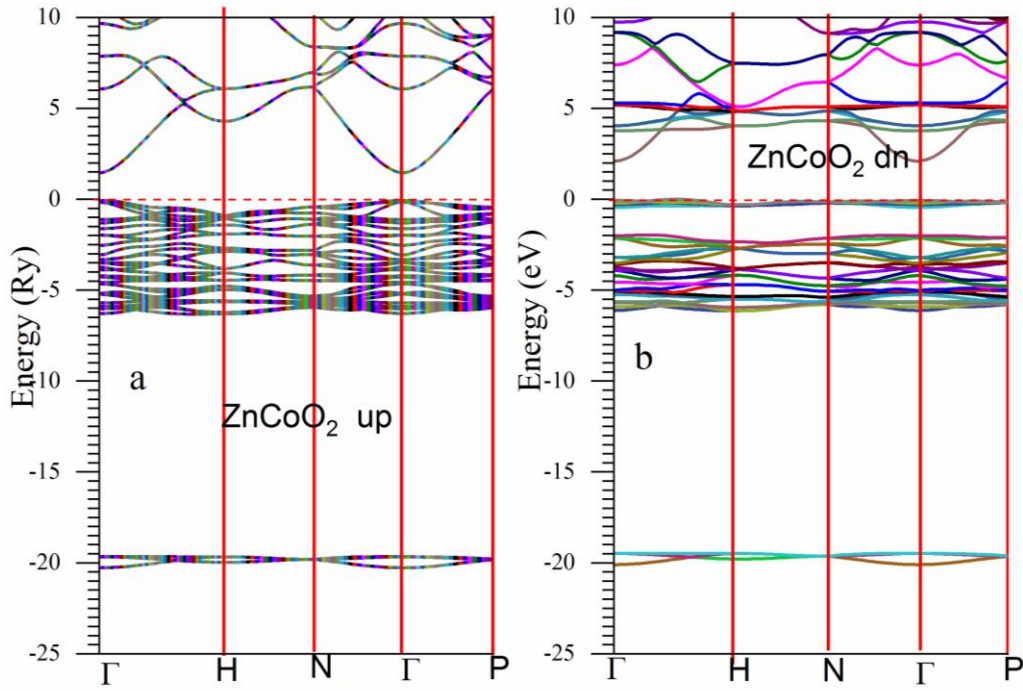 10
5
0
-5
-10
-15
-20
-25
Energy (Ry)
a
ZnCoO₂ up
Γ H N Γ P
10
5
0
-5
-10
-15
-20
-25
Energy (eV)
b
ZnCoO₂ dn
Γ H N Γ P